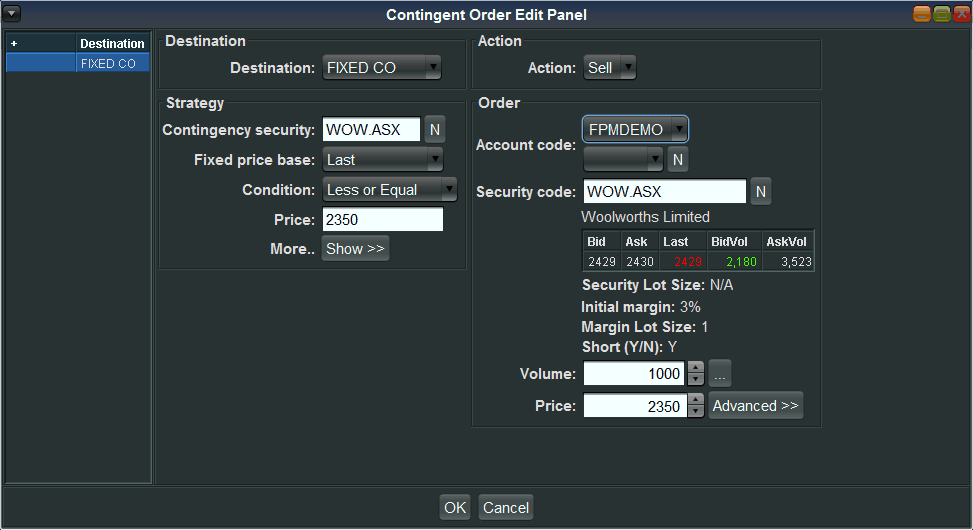 Contingent Order Edit Panel
+ Destination
FIXED CO
Destination
Destination: FIXED CO
Action
Action: Sell
Strategy
Contingency security: WOW.ASX N
Fixed price base: Last
Condition: Less or Equal
Price: 2350
More.. Show >>
Order
Account code: FPMDEMO
N
Security code: WOW.ASX N
Woolworths Limited
Bid Ask Last BidVol AskVol
2429 2430 2429 2,180 3,523
Security Lot Size: N/A
Initial margin: 3%
Margin Lot Size: 1
Short (Y/N): Y
Volume: 1000 ...
Price: 2350 Advanced >>
OK Cancel